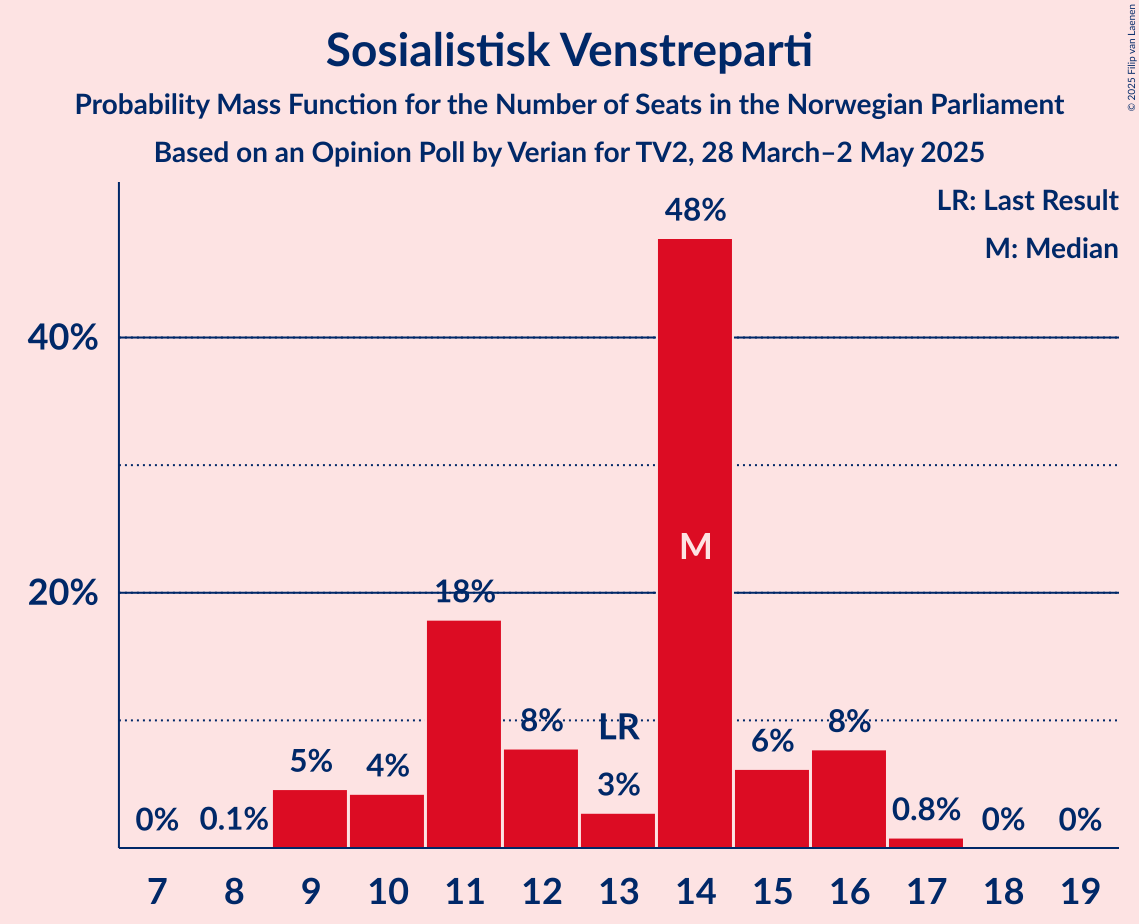 Sosialistisk Venstreparti
Probability Mass Function for the Number of Seats in the Norwegian Parliament
Based on an Opinion Poll by Verian for TV2, 28 March–2 May 2025
© 2025 Filip van Laenen
LR: Last Result
M: Median
48%
40%
M
20%
18%
8%
LR
8%
6%
5%
4%
3%
0%
0.1%
0.8%
0%
0%
7 8 9 10 11 12 13 14 15 16 17 18 19